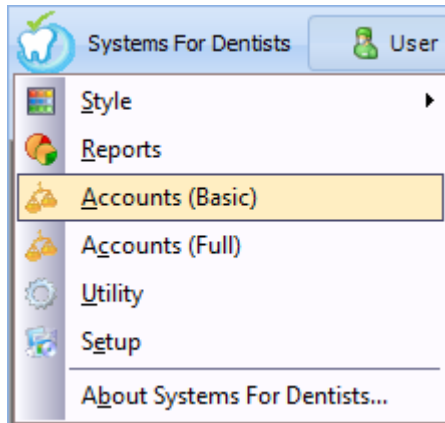 Systems For Dentists
User
Style
Reports
Accounts (Basic)
Accounts (Full)
Utility
Setup
About Systems For Dentists...